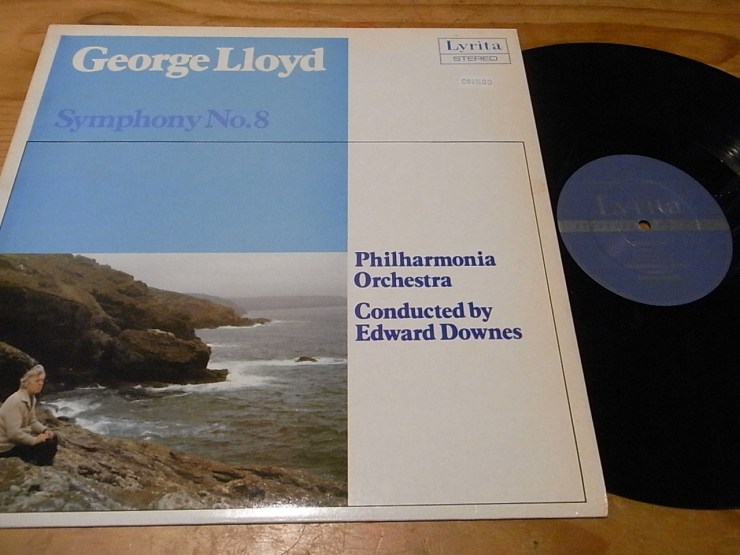 George Lloyd
Lyrita
STEREO
Symphony No.8
Philharmonia
Orchestra
Conducted by
Edward Downes
Lyrita